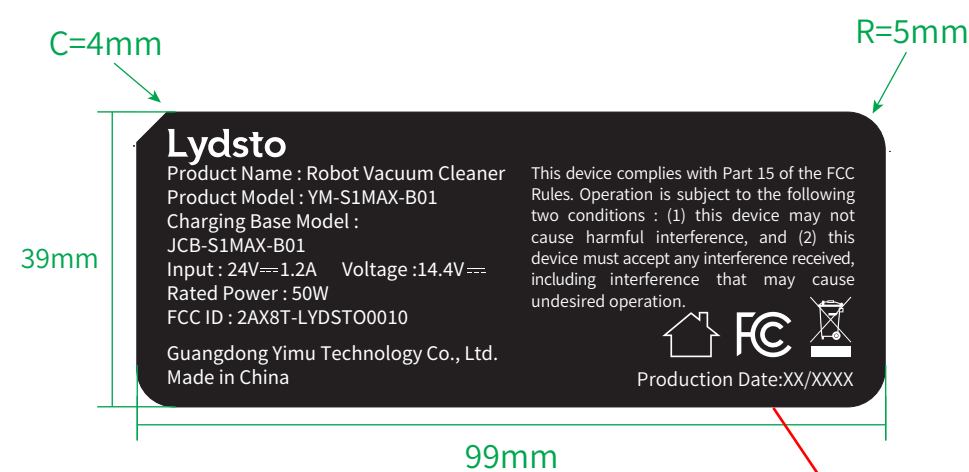 C=4mm
R=5mm
Lydsto
Product Name : Robot Vacuum Cleaner
Product Model : YM-S1MAX-B01
Charging Base Model :
JCB-S1MAX-B01
Input : 24V⎓1.2A Voltage :14.4V⎓
Rated Power : 50W
FCC ID : 2AX8T-LYDSTO0010
Guangdong Yimu Technology Co., Ltd.
Made in China
This device complies with Part 15 of the FCC
Rules. Operation is subject to the following
two conditions : (1) this device may not
cause harmful interference, and (2) this
device must accept any interference received,
including interference that may cause
undesired operation.
FC
Production Date:XX/XXXX
39mm
99mm